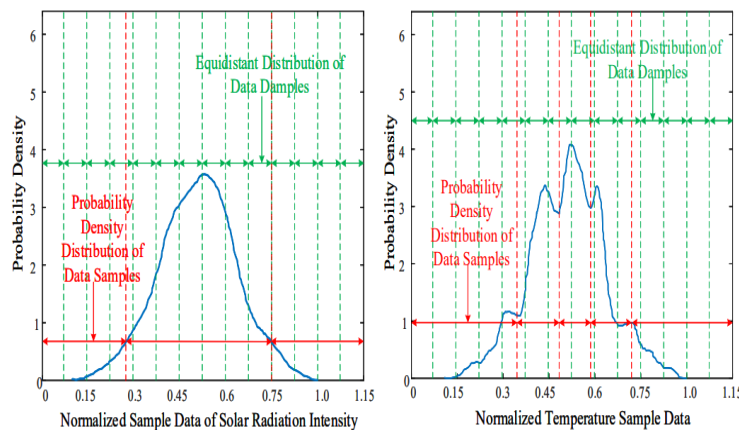 Probability Density
6
5
4
3
2
1
0
Equidistant Distribution of
Data Damples
Probability
Density
Distribution of
Data Samples
0 0.15 0.3 0.45 0.6 0.75 0.9 1.0 1.15
Normalized Sample Data of Solar Radiation Intensity
Probability Density
6
5
4
3
2
1
0
Equidistant Distribution of
Data Damples
Probability
Density
Distribution of
Data Samples
0 0.15 0.3 0.45 0.6 0.75 0.9 1.0 1.15
Normalized Temperature Sample Data